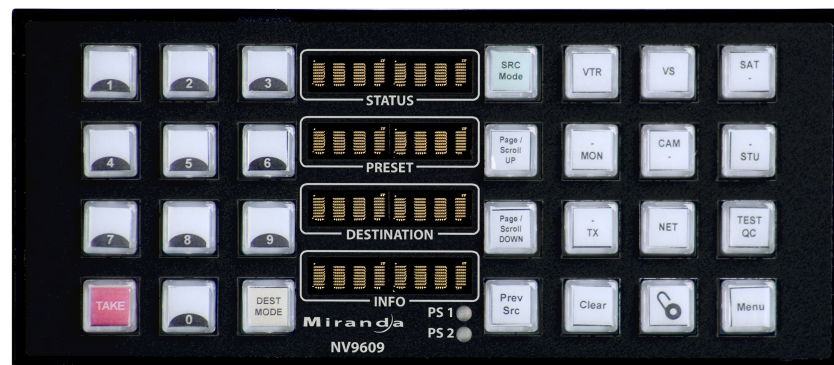 1
2
3
STATUS
SRC
Mode
VTR
VS
SAT
-
4
5
6
PRESET
Page /
Scroll
UP
-
MON
CAM
-
-
STU
7
8
9
DESTINATION
Page /
Scroll
DOWN
-
TX
NET
TEST
QC
TAKE
0
DEST
MODE
INFO
Prev
Src
Clear
Menu
Miranda
PS 1
PS 2
NV9609